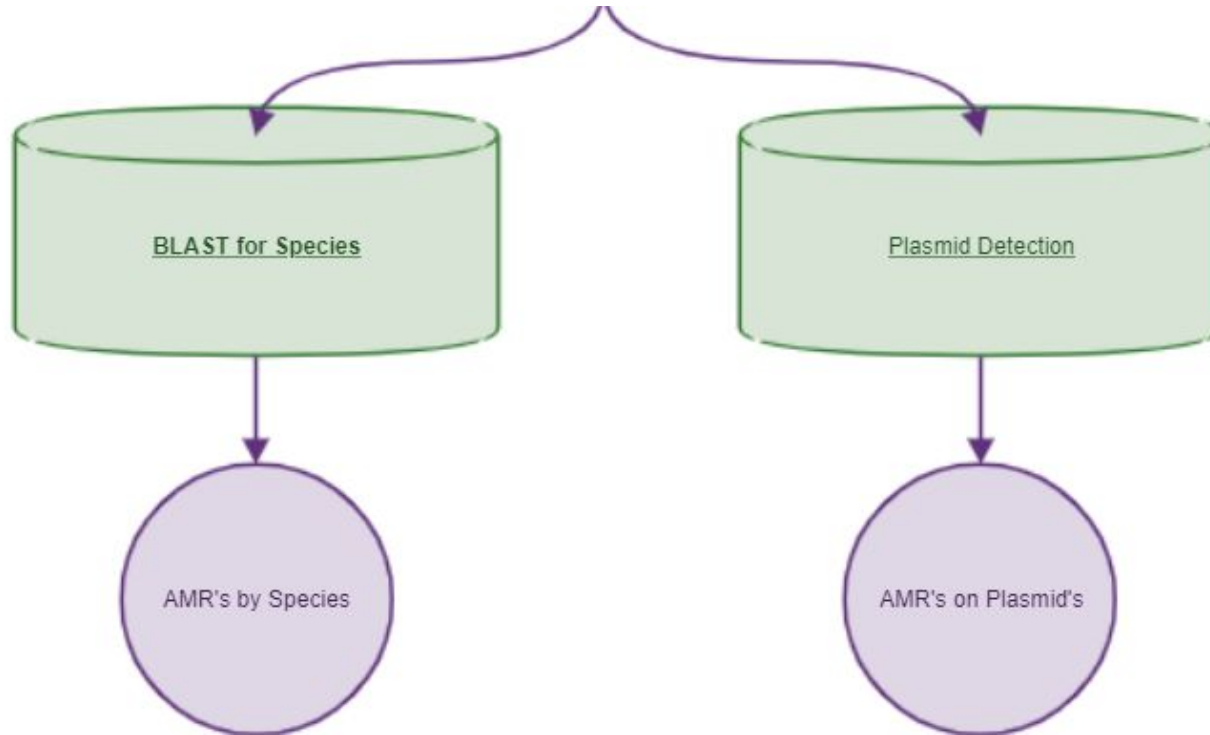 BLAST for Species
Plasmid Detection
AMR's by Species
AMR's on Plasmid's